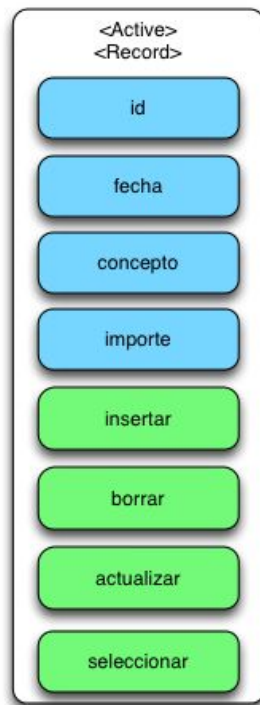 <Active>
<Record>
id
fecha
concepto
importe
insertar
borrar
actualizar
seleccionar